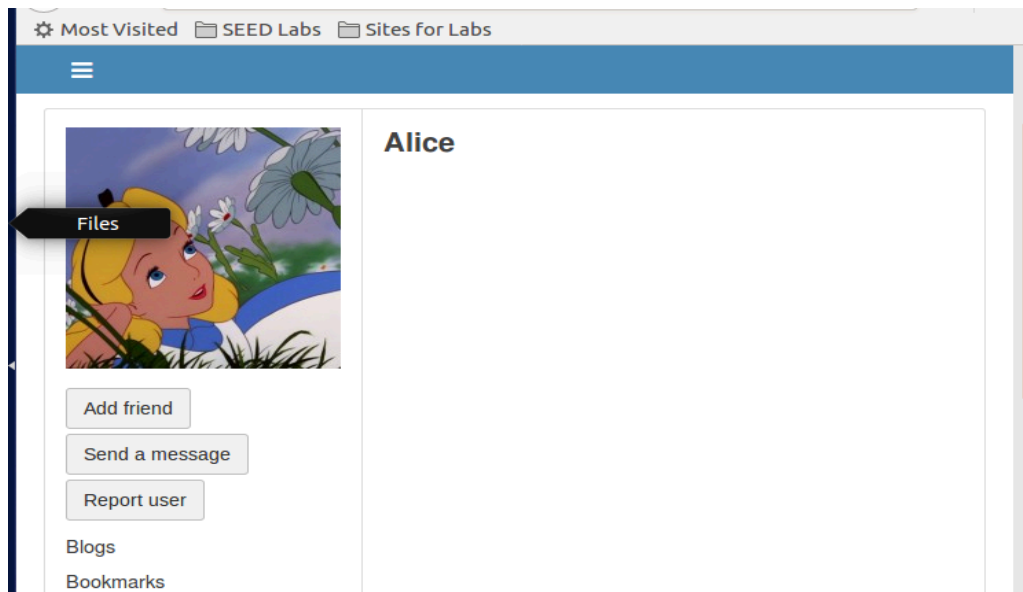 Most Visited SEED Labs Sites for Labs
Alice
Files
Add friend
Send a message
Report user
Blogs
Bookmarks